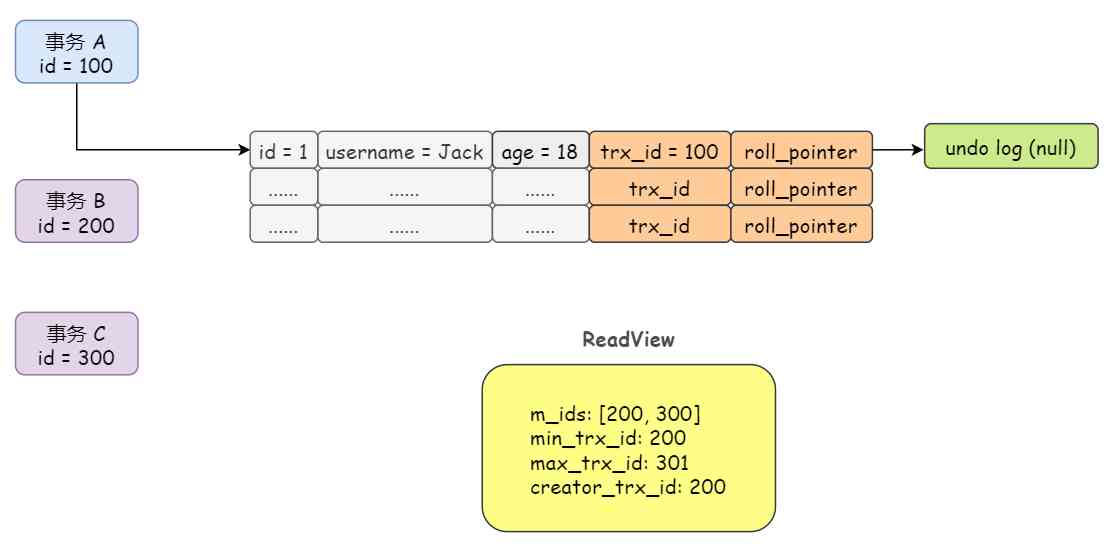 事务 A
id = 100
id = 1 username = Jack age = 18 trx_id = 100 roll_pointer
undo log (null)
...... ...... ...... trx_id roll_pointer
...... ...... ...... trx_id roll_pointer
事务 B
id = 200
事务 C
id = 300
ReadView
m_ids: [200, 300]
min_trx_id: 200
max_trx_id: 301
creator_trx_id: 200